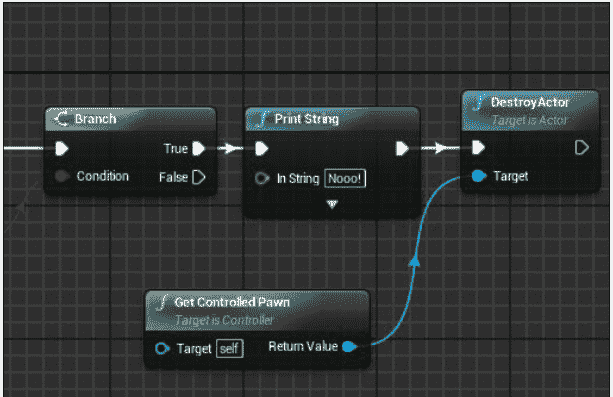 Branch
True
Condition
False
Print String
In String Nooo!
DestroyActor
Target is Actor
Target
Get Controlled Pawn
Target is Controller
Target self
Return Value